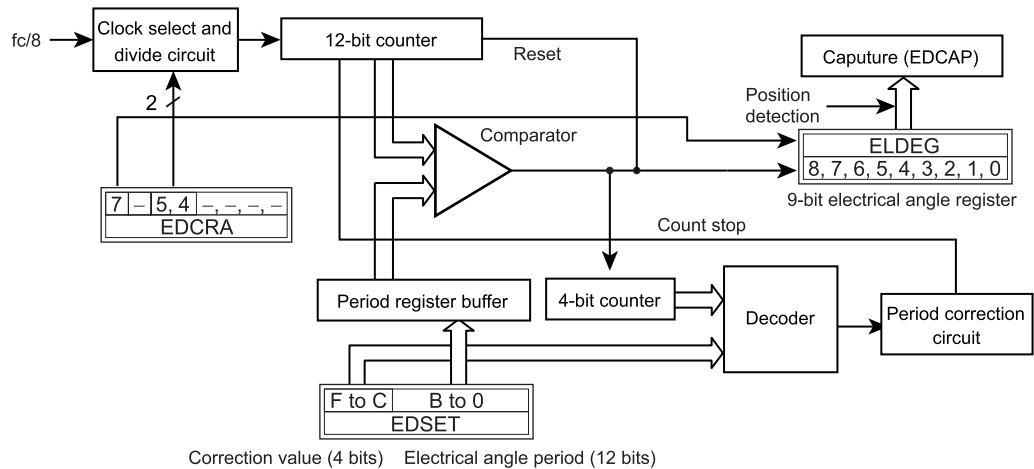 Clock select and
divide circuit
fc/8
12-bit counter
Reset
Caputure (EDCAP)
2
Position
detection
Comparator
ELDEG
8, 7, 6, 5, 4, 3, 2, 1, 0
9-bit electrical angle register
7 – 5, 4 –, –, –, –
EDCRA
Count stop
Period register buffer
4-bit counter
Decoder
Period correction
circuit
F to C B to 0
EDSET
Correction value (4 bits) Electrical angle period (12 bits)